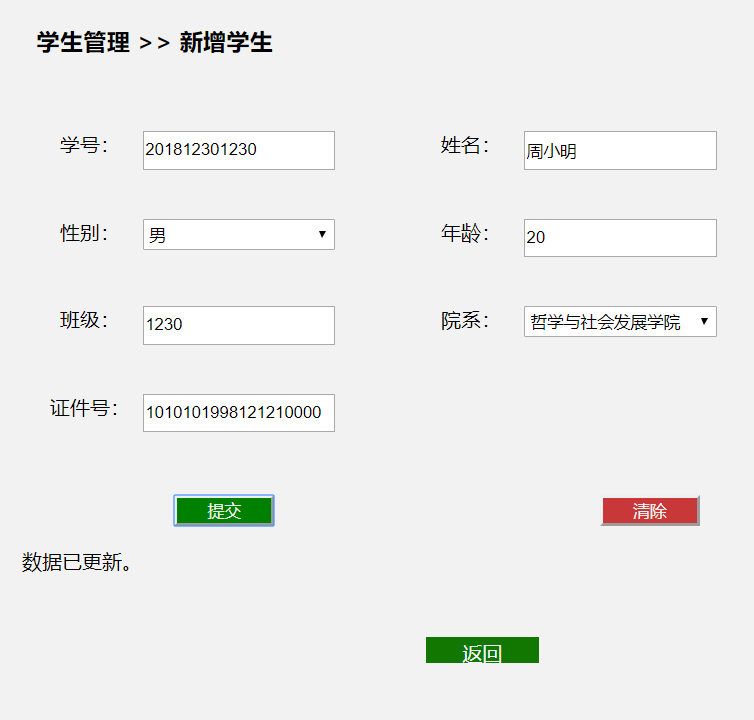 学生管理 >> 新增学生
学号： 201812301230 姓名： 周小明
性别： 男 年龄： 20
班级： 1230 院系： 哲学与社会发展学院
证件号： 1010101998121210000
提交 清除
数据已更新。
返回